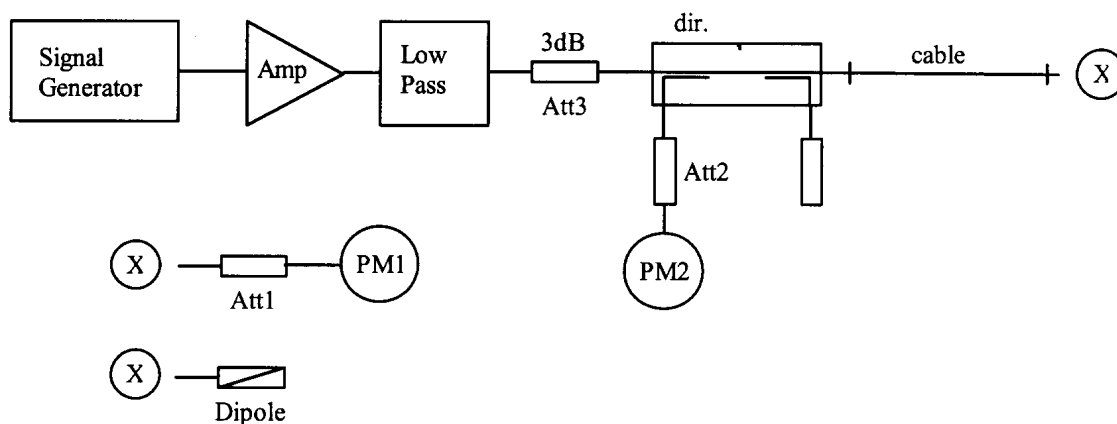 Signal
Generator
Amp
Low
Pass
3dB
Att3
dir.
cable
X
Att2
PM2
X
Att1
PM1
X
Dipole